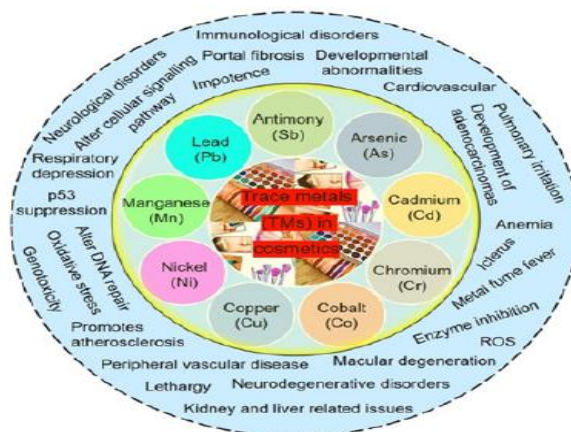 Immunological disorders
Portal fibrosis
Developmental
abnormalities
Impotence
Cardiovascular
Neurological disorders
Alter cellular signalling
pathway
Pulmonary irritation
Development of
adenocarcinomas
Respiratory
depression
p53
suppression
Anemia
Icterus
Metal fume fever
Enzyme inhibition
ROS
Alter DNA repair
Oxidative stress
Genotoxicity
Promotes
atherosclerosis
Macular degeneration
Peripheral vascular disease
Lethargy
Neurodegenerative disorders
Kidney and liver related issues
Antimony
(Sb)
Arsenic
(As)
Cadmium
(Cd)
Chromium
(Cr)
Cobalt
(Co)
Copper
(Cu)
Nickel
(Ni)
Manganese
(Mn)
Lead
(Pb)
Trace metals
(TMs) in
cosmetics